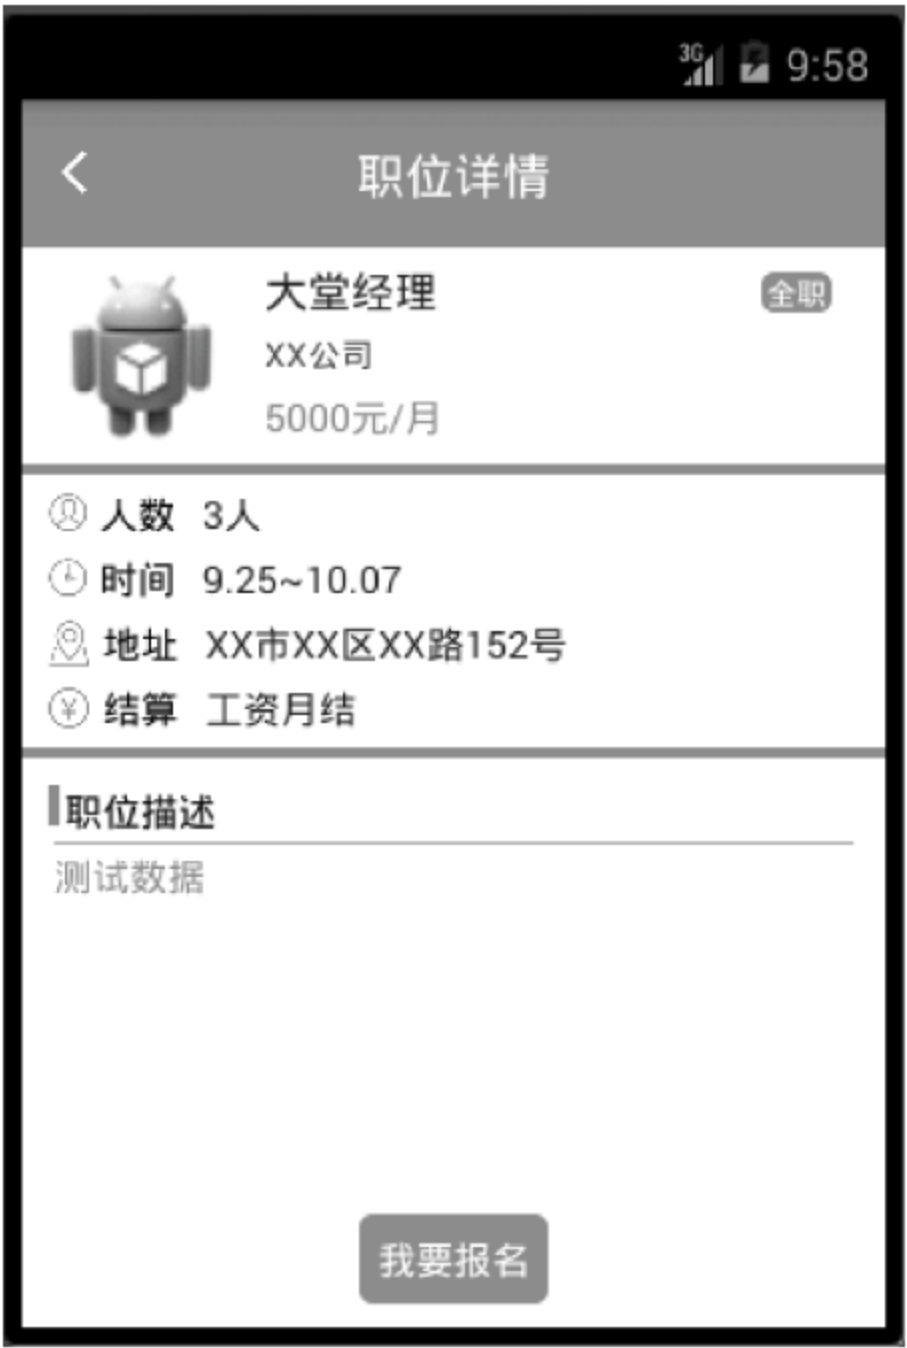 3G 9:58
职位详情
大堂经理 全职
XX公司
5000元/月
人数 3人
时间 9.25~10.07
地址 XX市XX区XX路152号
结算 工资月结
职位描述
测试数据
我要报名